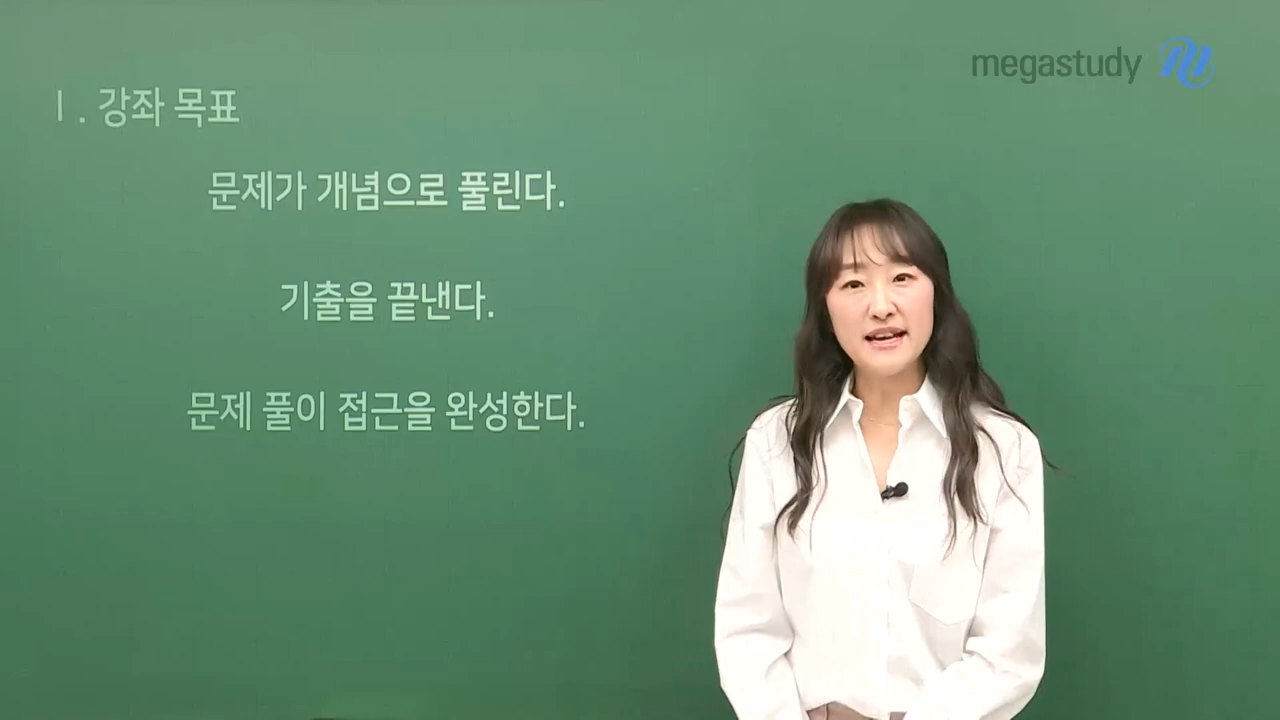 megastudy
Ⅰ. 강좌 목표
문제가 개념으로 풀린다.
기출을 끝낸다.
문제 풀이 접근을 완성한다.